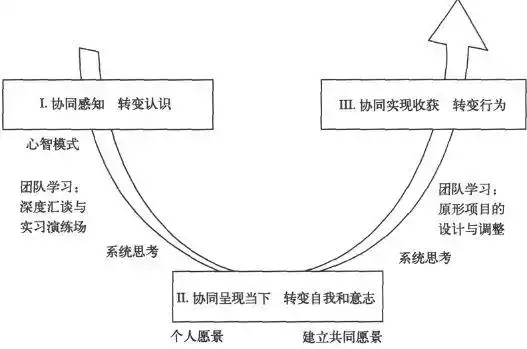 I. 协同感知 转变认识
III. 协同实现收获 转变行为
心智模式
团队学习：
深度汇谈与
实习演练场
团队学习：
原形项目的
设计与调整
系统思考
系统思考
II. 协同呈现当下 转变自我和意志
个人愿景
建立共同愿景